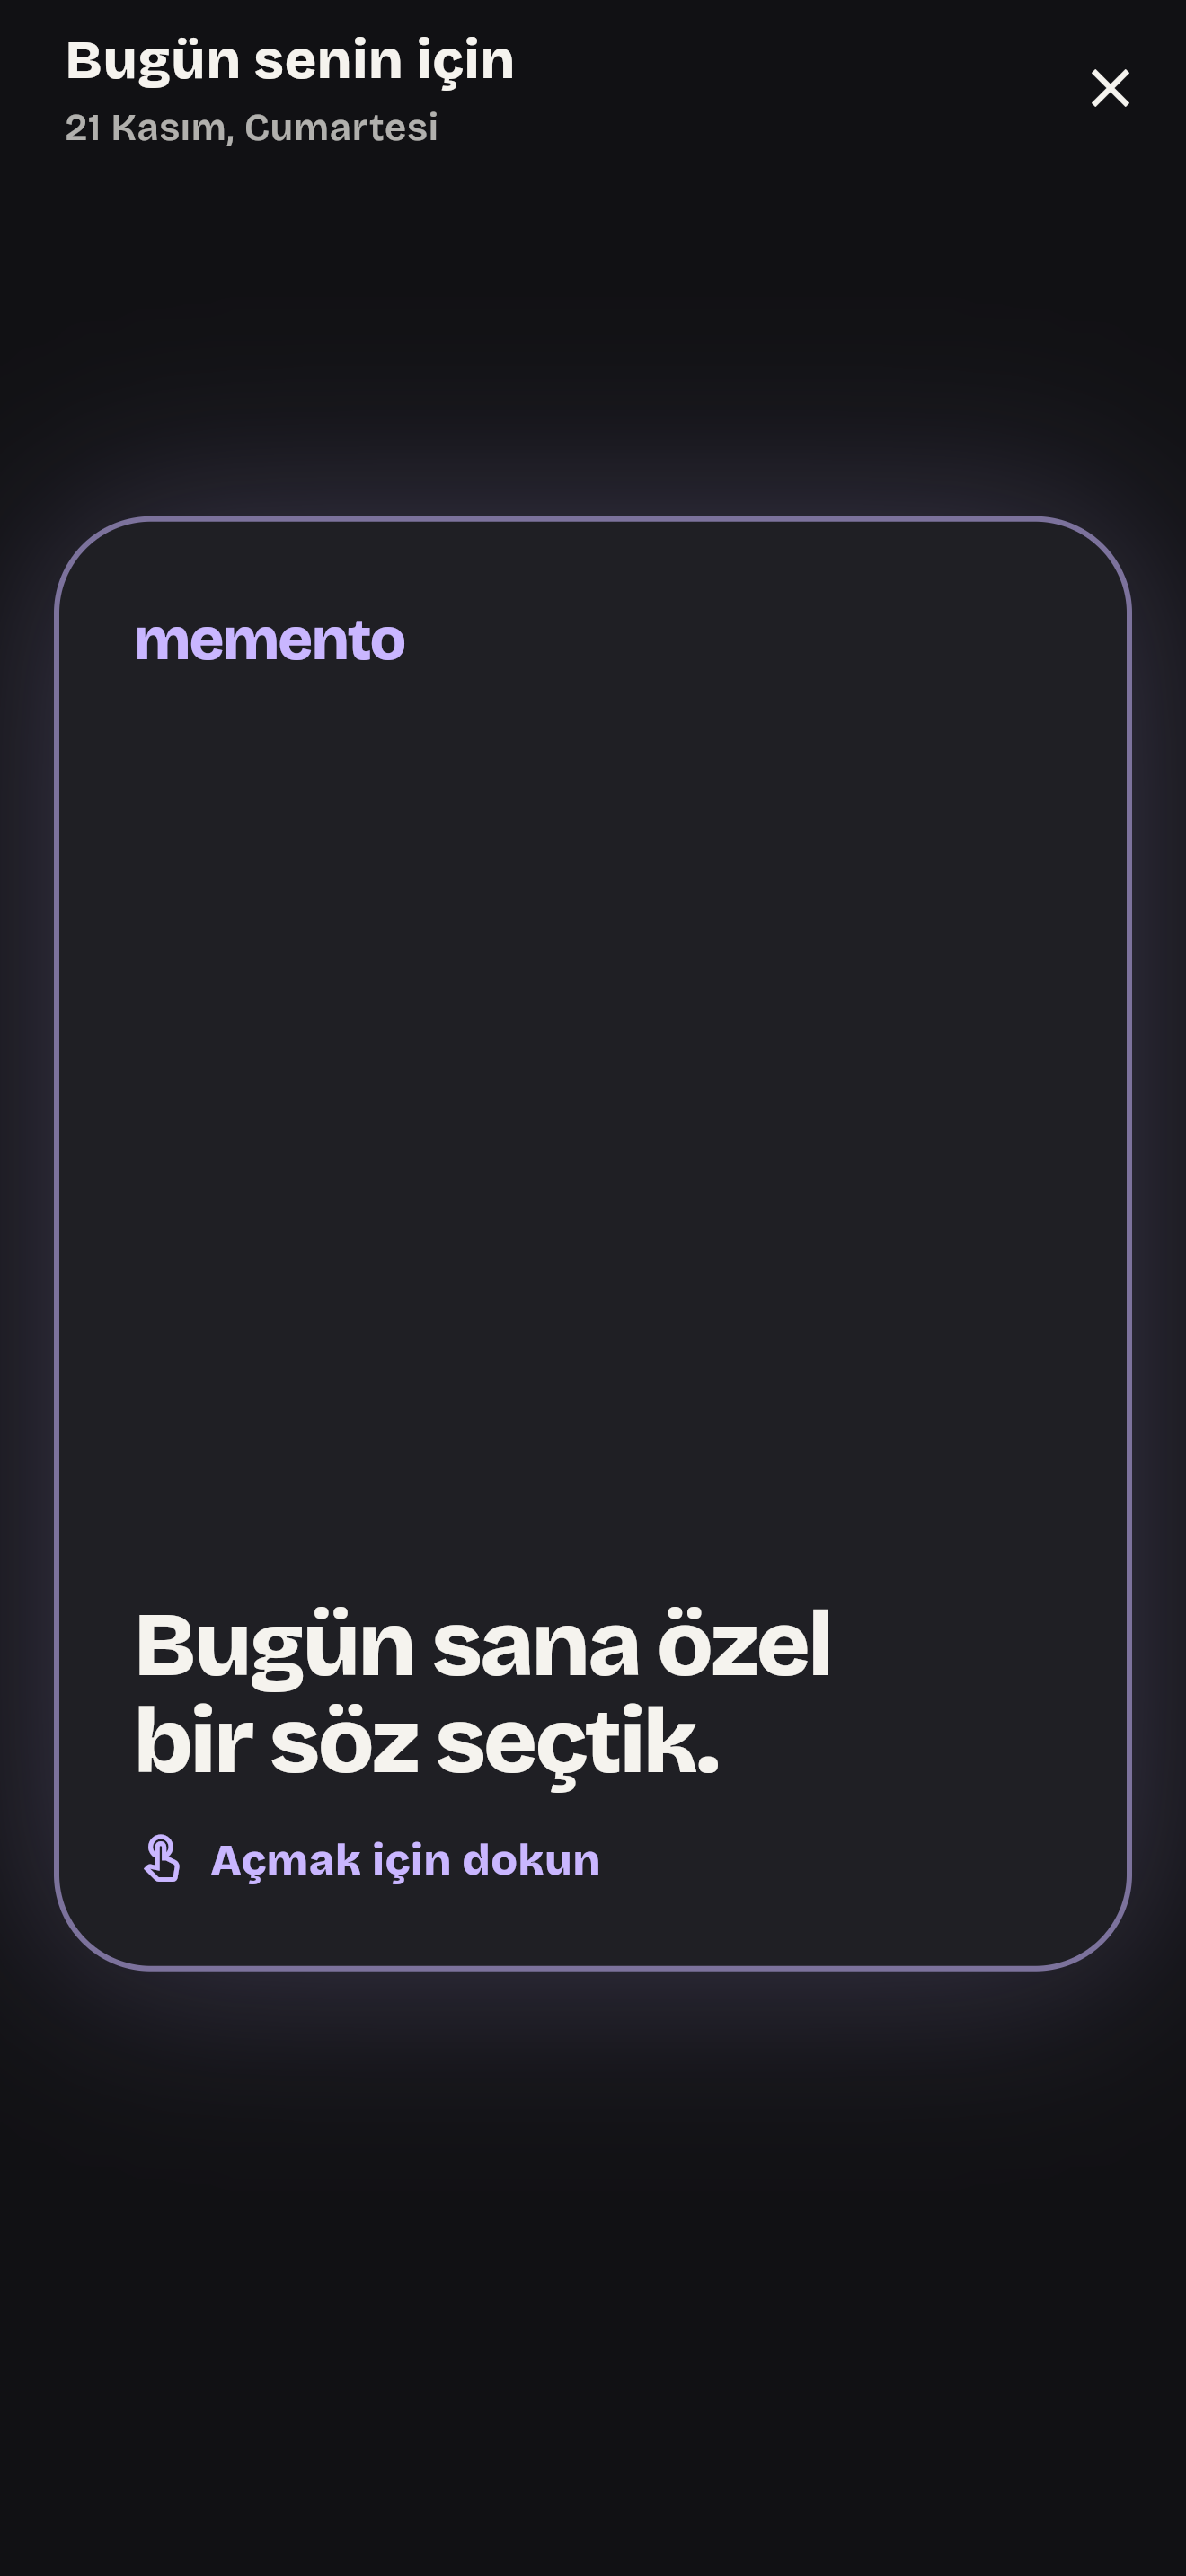 Bugün senin için
21 Kasım, Cumartesi
memento
Bugün sana özel
bir söz seçtik.
Açmak için dokun